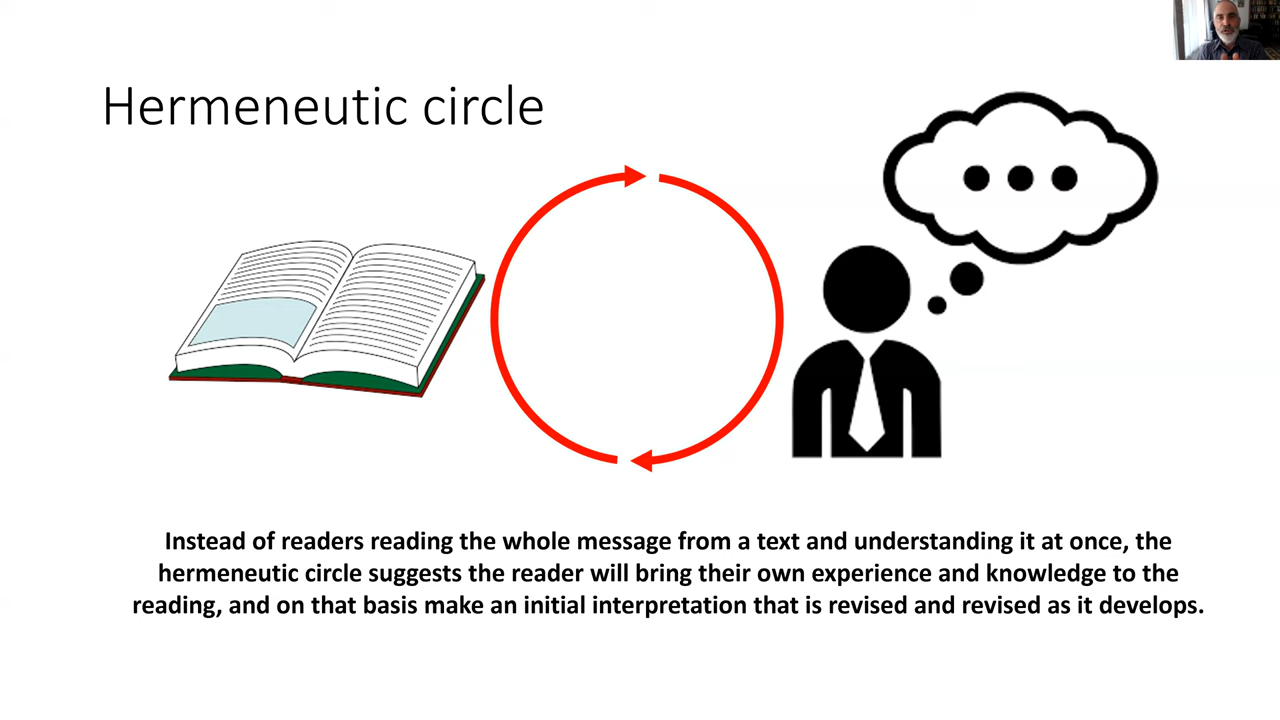 Hermeneutic circle
Instead of readers reading the whole message from a text and understanding it at once, the
hermeneutic circle suggests the reader will bring their own experience and knowledge to the
reading, and on that basis make an initial interpretation that is revised and revised as it develops.